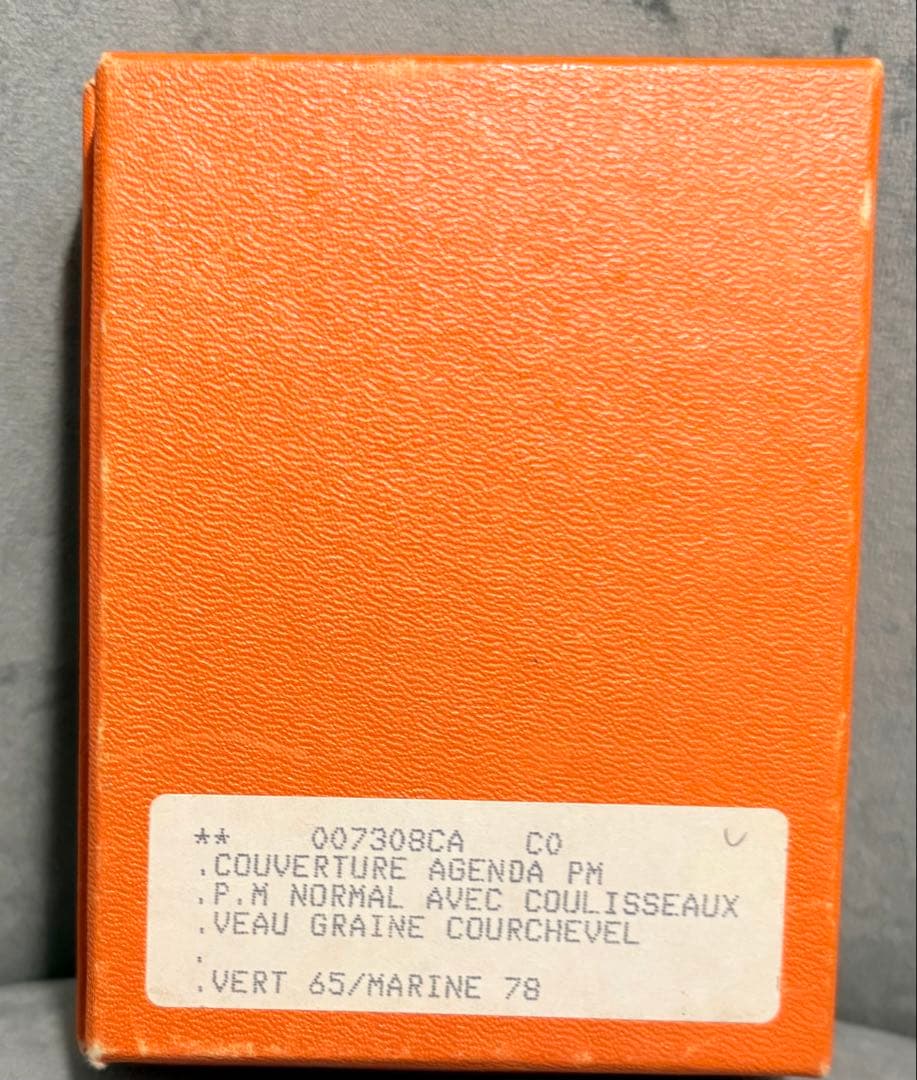 ** 007308CA CO
.COUVERTURE AGENDA PM
.P.M NORMAL AVEC COULISSEAUX
.VEAU GRAINE COURCHEVEL
.
.VERT 65/MARINE 78